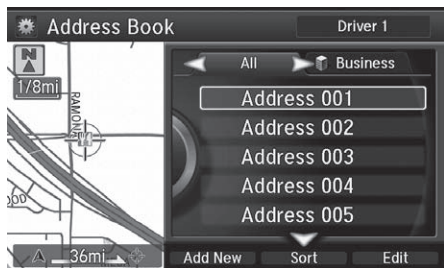 Address Book
Driver 1
N
1/8mi
RAMONA
36mi
All
Business
Address 001
Address 002
Address 003
Address 004
Address 005
Add New
Sort
Edit